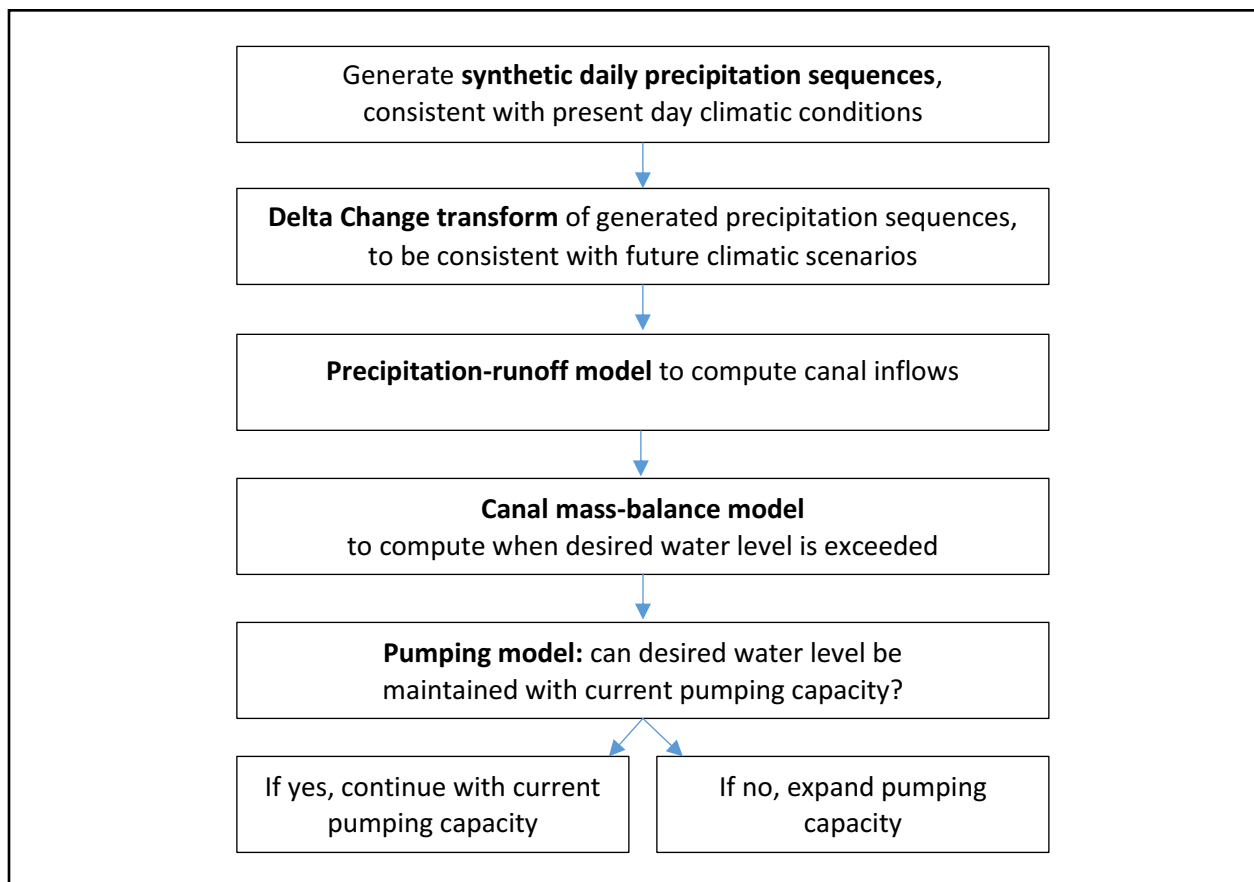 Generate synthetic daily precipitation sequences,
consistent with present day climatic conditions
Delta Change transform of generated precipitation sequences,
to be consistent with future climatic scenarios
Precipitation-runoff model to compute canal inflows
Canal mass-balance model
to compute when desired water level is exceeded
Pumping model: can desired water level be
maintained with current pumping capacity?
If yes, continue with current
pumping capacity
If no, expand pumping
capacity